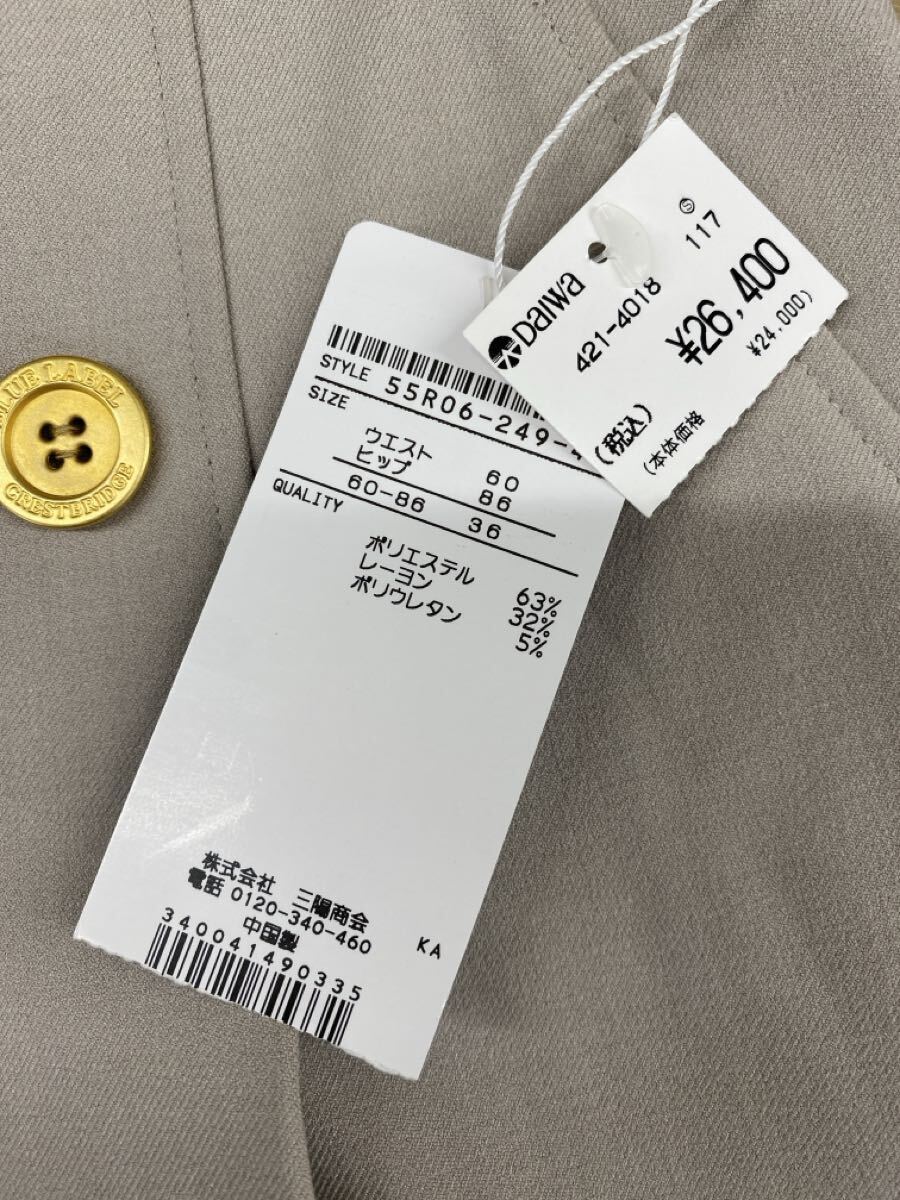 BLUE LABEL
CRESTBRIDGE
Daiwa
421-4018
Ⓢ 117
¥26,400
(税込)
¥24,000)
(本体価格
STYLE 55R06-249-
SIZE
ウエスト 60
ヒップ 86
60-86 36
QUALITY
ポリエステル 63%
レーヨン 32%
ポリウレタン 5%
株式会社 三陽商会
電話 0120-340-460
中国製 KA
340041490335